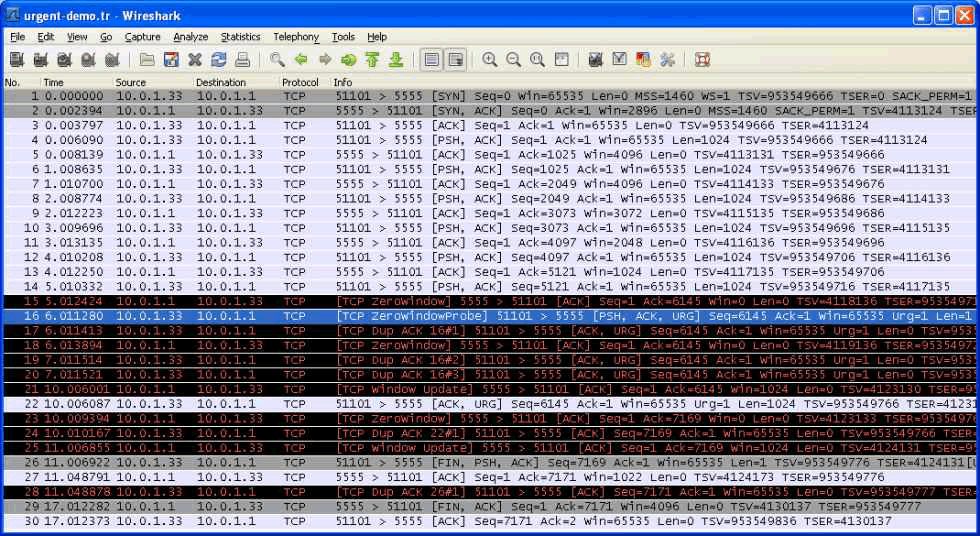 urgent-demo.tr - Wireshark
File Edit View Go Capture Analyze Statistics Telephony Tools Help
No. Time Source Destination Protocol Info
1 0.000000 10.0.1.33 10.0.1.1 TCP 51101 > 5555 [SYN] Seq=0 Win=65535 Len=0 MSS=1460 WS=1 TSV=953549666 TSER=0 SACK_PERM=1
2 0.002394 10.0.1.1 10.0.1.33 TCP 5555 > 51101 [SYN, ACK] Seq=0 Ack=1 Win=2896 Len=0 MSS=1460 SACK_PERM=1 TSV=4113124 TSER
3 0.003797 10.0.1.33 10.0.1.1 TCP 51101 > 5555 [ACK] Seq=1 Ack=1 Win=65535 Len=0 TSV=953549666 TSER=4113124
4 0.006090 10.0.1.33 10.0.1.1 TCP 51101 > 5555 [PSH, ACK] Seq=1 Ack=1 Win=65535 Len=1024 TSV=953549666 TSER=4113124
5 0.008139 10.0.1.1 10.0.1.33 TCP 5555 > 51101 [ACK] Seq=1 Ack=1025 Win=4096 Len=0 TSV=4113131 TSER=953549666
6 1.008635 10.0.1.33 10.0.1.1 TCP 51101 > 5555 [PSH, ACK] Seq=1025 Ack=1 Win=65535 Len=1024 TSV=953549676 TSER=4113131
7 1.010700 10.0.1.1 10.0.1.33 TCP 5555 > 51101 [ACK] Seq=1 Ack=2049 Win=4096 Len=0 TSV=4114133 TSER=953549676
8 2.008774 10.0.1.33 10.0.1.1 TCP 51101 > 5555 [PSH, ACK] Seq=2049 Ack=1 Win=65535 Len=1024 TSV=953549686 TSER=4114133
9 2.012223 10.0.1.1 10.0.1.33 TCP 5555 > 51101 [ACK] Seq=1 Ack=3073 Win=3072 Len=0 TSV=4115135 TSER=953549686
10 3.009696 10.0.1.33 10.0.1.1 TCP 51101 > 5555 [PSH, ACK] Seq=3073 Ack=1 Win=65535 Len=1024 TSV=953549696 TSER=4115135
11 3.013135 10.0.1.1 10.0.1.33 TCP 5555 > 51101 [ACK] Seq=1 Ack=4097 Win=2048 Len=0 TSV=4116136 TSER=953549696
12 4.010208 10.0.1.33 10.0.1.1 TCP 51101 > 5555 [PSH, ACK] Seq=4097 Ack=1 Win=65535 Len=1024 TSV=953549706 TSER=4116136
13 4.012250 10.0.1.1 10.0.1.33 TCP 5555 > 51101 [ACK] Seq=1 Ack=5121 Win=1024 Len=0 TSV=4117135 TSER=953549706
14 5.010332 10.0.1.33 10.0.1.1 TCP 51101 > 5555 [PSH, ACK] Seq=5121 Ack=1 Win=65535 Len=1024 TSV=953549716 TSER=4117135
15 5.012424 10.0.1.1 10.0.1.33 TCP [TCP ZeroWindow] 5555 > 51101 [ACK] Seq=1 Ack=6145 Win=0 Len=0 TSV=4118136 TSER=9535497
16 6.011280 10.0.1.33 10.0.1.1 TCP [TCP ZeroWindowProbe] 51101 > 5555 [PSH, ACK, URG] Seq=6145 Ack=1 Win=65535 Urg=1 Len=1
17 6.011413 10.0.1.33 10.0.1.1 TCP [TCP Dup ACK 16#1] 51101 > 5555 [ACK, URG] Seq=6145 Ack=1 Win=65535 Urg=1 Len=0 TSV=953
18 6.013894 10.0.1.1 10.0.1.33 TCP [TCP ZeroWindow] 5555 > 51101 [ACK] Seq=1 Ack=6145 Win=0 Len=0 TSV=4119136 TSER=9535497
19 7.011514 10.0.1.33 10.0.1.1 TCP [TCP Dup ACK 16#2] 51101 > 5555 [ACK, URG] Seq=6145 Ack=1 Win=65535 Urg=1 Len=0 TSV=953
20 7.011521 10.0.1.33 10.0.1.1 TCP [TCP Dup ACK 16#3] 51101 > 5555 [ACK, URG] Seq=6145 Ack=1 Win=65535 Urg=1 Len=0 TSV=953
21 10.006001 10.0.1.1 10.0.1.33 TCP [TCP Window Update] 5555 > 51101 [ACK] Seq=1 Ack=6145 Win=1024 Len=0 TSV=4123130 TSER=9
22 10.006087 10.0.1.33 10.0.1.1 TCP 51101 > 5555 [ACK, URG] Seq=6145 Ack=1 Win=65535 Urg=1 Len=1024 TSV=953549766 TSER=41231
23 10.009394 10.0.1.1 10.0.1.33 TCP [TCP ZeroWindow] 5555 > 51101 [ACK] Seq=1 Ack=7169 Win=0 Len=0 TSV=4123133 TSER=9535497
24 10.010167 10.0.1.33 10.0.1.1 TCP [TCP Dup ACK 22#1] 51101 > 5555 [ACK] Seq=7169 Ack=1 Win=65535 Len=0 TSV=953549766 TSER=
25 11.006855 10.0.1.1 10.0.1.33 TCP [TCP Window Update] 5555 > 51101 [ACK] Seq=1 Ack=7169 Win=1024 Len=0 TSV=4124131 TSER=9
26 11.006922 10.0.1.33 10.0.1.1 TCP 51101 > 5555 [FIN, PSH, ACK] Seq=7169 Ack=1 Win=65535 Len=1 TSV=953549776 TSER=4124131[
27 11.048791 10.0.1.1 10.0.1.33 TCP 5555 > 51101 [ACK] Seq=1 Ack=7171 Win=1022 Len=0 TSV=4124173 TSER=953549776
28 11.048878 10.0.1.33 10.0.1.1 TCP [TCP Dup ACK 26#1] 51101 > 5555 [ACK] Seq=7171 Ack=1 Win=65535 Len=0 TSV=953549777 TSER=
29 17.012282 10.0.1.1 10.0.1.33 TCP 5555 > 51101 [FIN, ACK] Seq=1 Ack=7171 Win=4096 Len=0 TSV=4130137 TSER=953549777
30 17.012373 10.0.1.33 10.0.1.1 TCP 51101 > 5555 [ACK] Seq=7171 Ack=2 Win=65535 Len=0 TSV=953549836 TSER=4130137